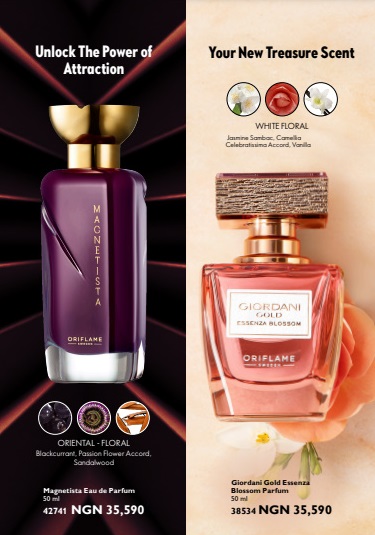 Unlock The Power of
Attraction
MAGNETISTA
ORIFLAME
SWEDEN
ORIENTAL - FLORAL
Blackcurrant, Passion Flower Accord,
Sandalwood
Magnetista Eau de Parfum
50 ml
42741 NGN 35,590
Your New Treasure Scent
WHITE FLORAL
Jasmine Sambac, Camellia
Celebratissima Accord, Vanilla
GIORDANI
GOLD
ESSENZA BLOSSOM
ORIFLAME
SWEDEN
Giordani Gold Essenza
Blossom Parfum
50 ml
38534 NGN 35,590